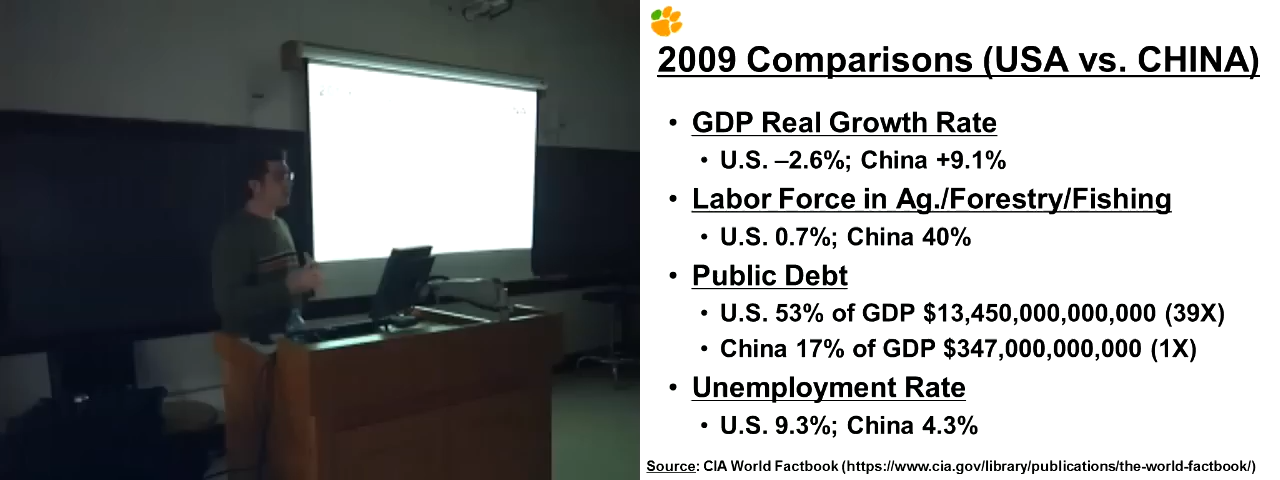 2009 Comparisons (USA vs. CHINA)
• GDP Real Growth Rate
• U.S. –2.6%; China +9.1%
• Labor Force in Ag./Forestry/Fishing
• U.S. 0.7%; China 40%
• Public Debt
• U.S. 53% of GDP $13,450,000,000,000 (39X)
• China 17% of GDP $347,000,000,000 (1X)
• Unemployment Rate
• U.S. 9.3%; China 4.3%
Source: CIA World Factbook (https://www.cia.gov/library/publications/the-world-factbook/)